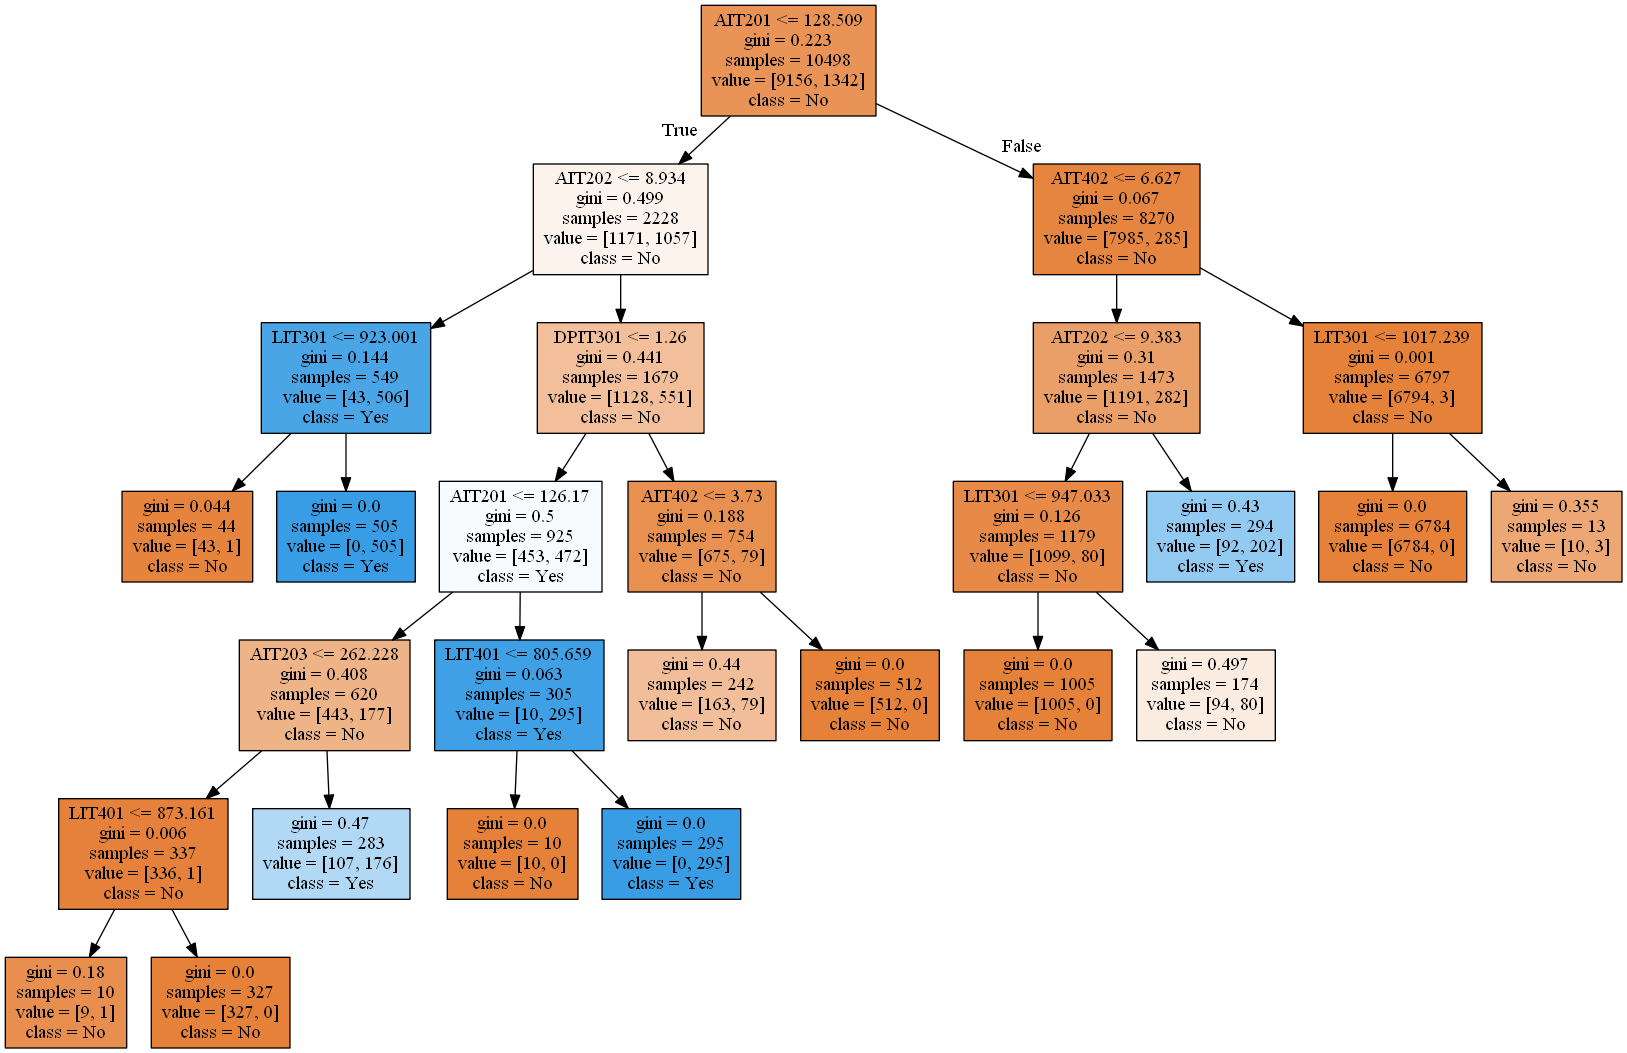 AIT201 <= 128.509
gini = 0.223
samples = 10498
value = [9156, 1342]
class = No
True
False
AIT202 <= 8.934
gini = 0.499
samples = 2228
value = [1171, 1057]
class = No
AIT402 <= 6.627
gini = 0.067
samples = 8270
value = [7985, 285]
class = No
LIT301 <= 923.001
gini = 0.144
samples = 549
value = [43, 506]
class = Yes
DPIT301 <= 1.26
gini = 0.441
samples = 1679
value = [1128, 551]
class = No
AIT202 <= 9.383
gini = 0.31
samples = 1473
value = [1191, 282]
class = No
LIT301 <= 1017.239
gini = 0.001
samples = 6797
value = [6794, 3]
class = No
gini = 0.044
samples = 44
value = [43, 1]
class = No
gini = 0.0
samples = 505
value = [0, 505]
class = Yes
AIT201 <= 126.17
gini = 0.5
samples = 925
value = [453, 472]
class = Yes
AIT402 <= 3.73
gini = 0.188
samples = 754
value = [675, 79]
class = No
LIT301 <= 947.033
gini = 0.126
samples = 1179
value = [1099, 80]
class = No
gini = 0.43
samples = 294
value = [92, 202]
class = Yes
gini = 0.0
samples = 6784
value = [6784, 0]
class = No
gini = 0.355
samples = 13
value = [10, 3]
class = No
AIT203 <= 262.228
gini = 0.408
samples = 620
value = [443, 177]
class = No
LIT401 <= 805.659
gini = 0.063
samples = 305
value = [10, 295]
class = Yes
gini = 0.44
samples = 242
value = [163, 79]
class = No
gini = 0.0
samples = 512
value = [512, 0]
class = No
gini = 0.0
samples = 1005
value = [1005, 0]
class = No
gini = 0.497
samples = 174
value = [94, 80]
class = No
LIT401 <= 873.161
gini = 0.006
samples = 337
value = [336, 1]
class = No
gini = 0.47
samples = 283
value = [107, 176]
class = Yes
gini = 0.0
samples = 10
value = [10, 0]
class = No
gini = 0.0
samples = 295
value = [0, 295]
class = Yes
gini = 0.18
samples = 10
value = [9, 1]
class = No
gini = 0.0
samples = 327
value = [327, 0]
class = No